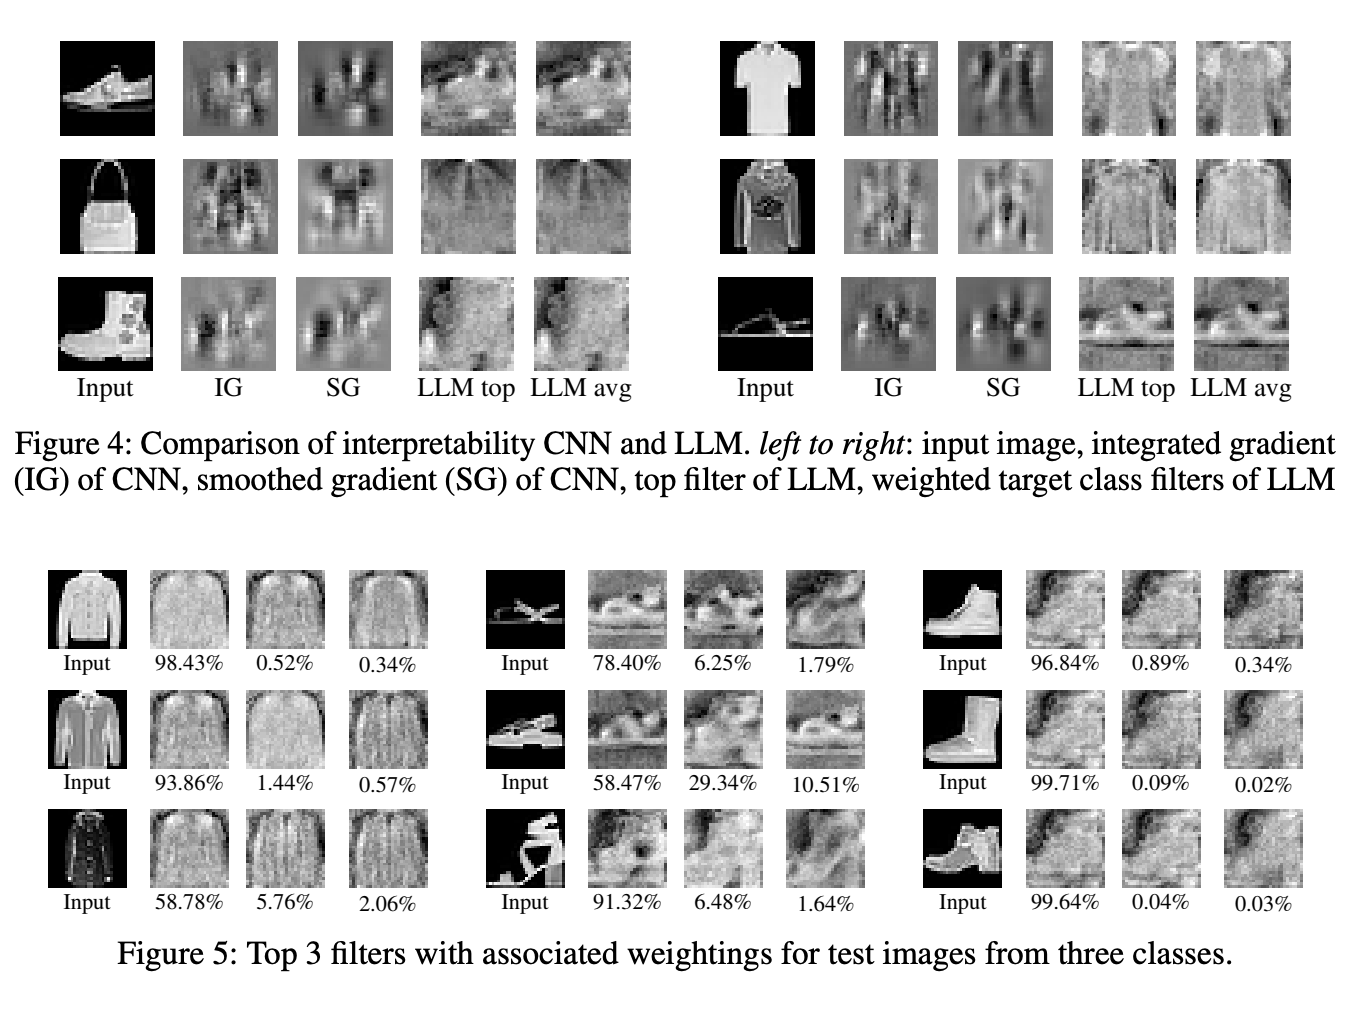 Input IG SG LLM top LLM avg Input IG SG LLM top LLM avg
Figure 4: Comparison of interpretability CNN and LLM. left to right: input image, integrated gradient
(IG) of CNN, smoothed gradient (SG) of CNN, top filter of LLM, weighted target class filters of LLM
Input 98.43% 0.52% 0.34% Input 78.40% 6.25% 1.79% Input 96.84% 0.89% 0.34%
Input 93.86% 1.44% 0.57% Input 58.47% 29.34% 10.51% Input 99.71% 0.09% 0.02%
Input 58.78% 5.76% 2.06% Input 91.32% 6.48% 1.64% Input 99.64% 0.04% 0.03%
Figure 5: Top 3 filters with associated weightings for test images from three classes.